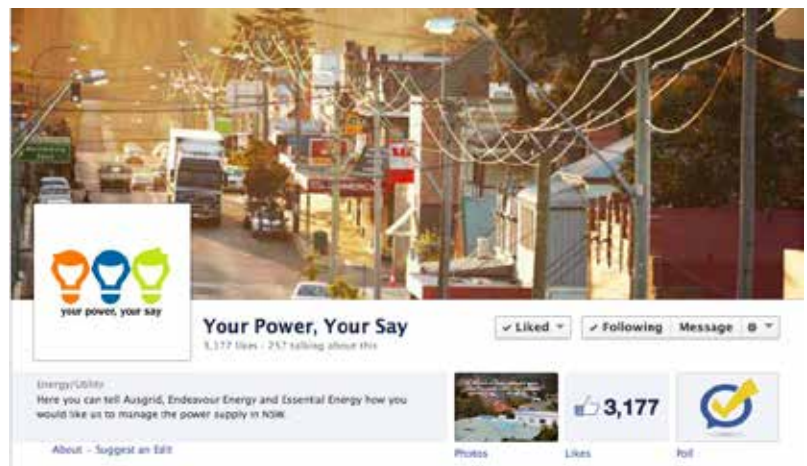 your power, your say
Your Power, Your Say
3,177 likes · 257 talking about this
✓ Liked
✓ Following
Message
Energy/Utility
Here you can tell Ausgrid, Endeavour Energy and Essential Energy how you
would like us to manage the power supply in NSW.
About – Suggest an Edit
Photos
3,177
Likes
Poll